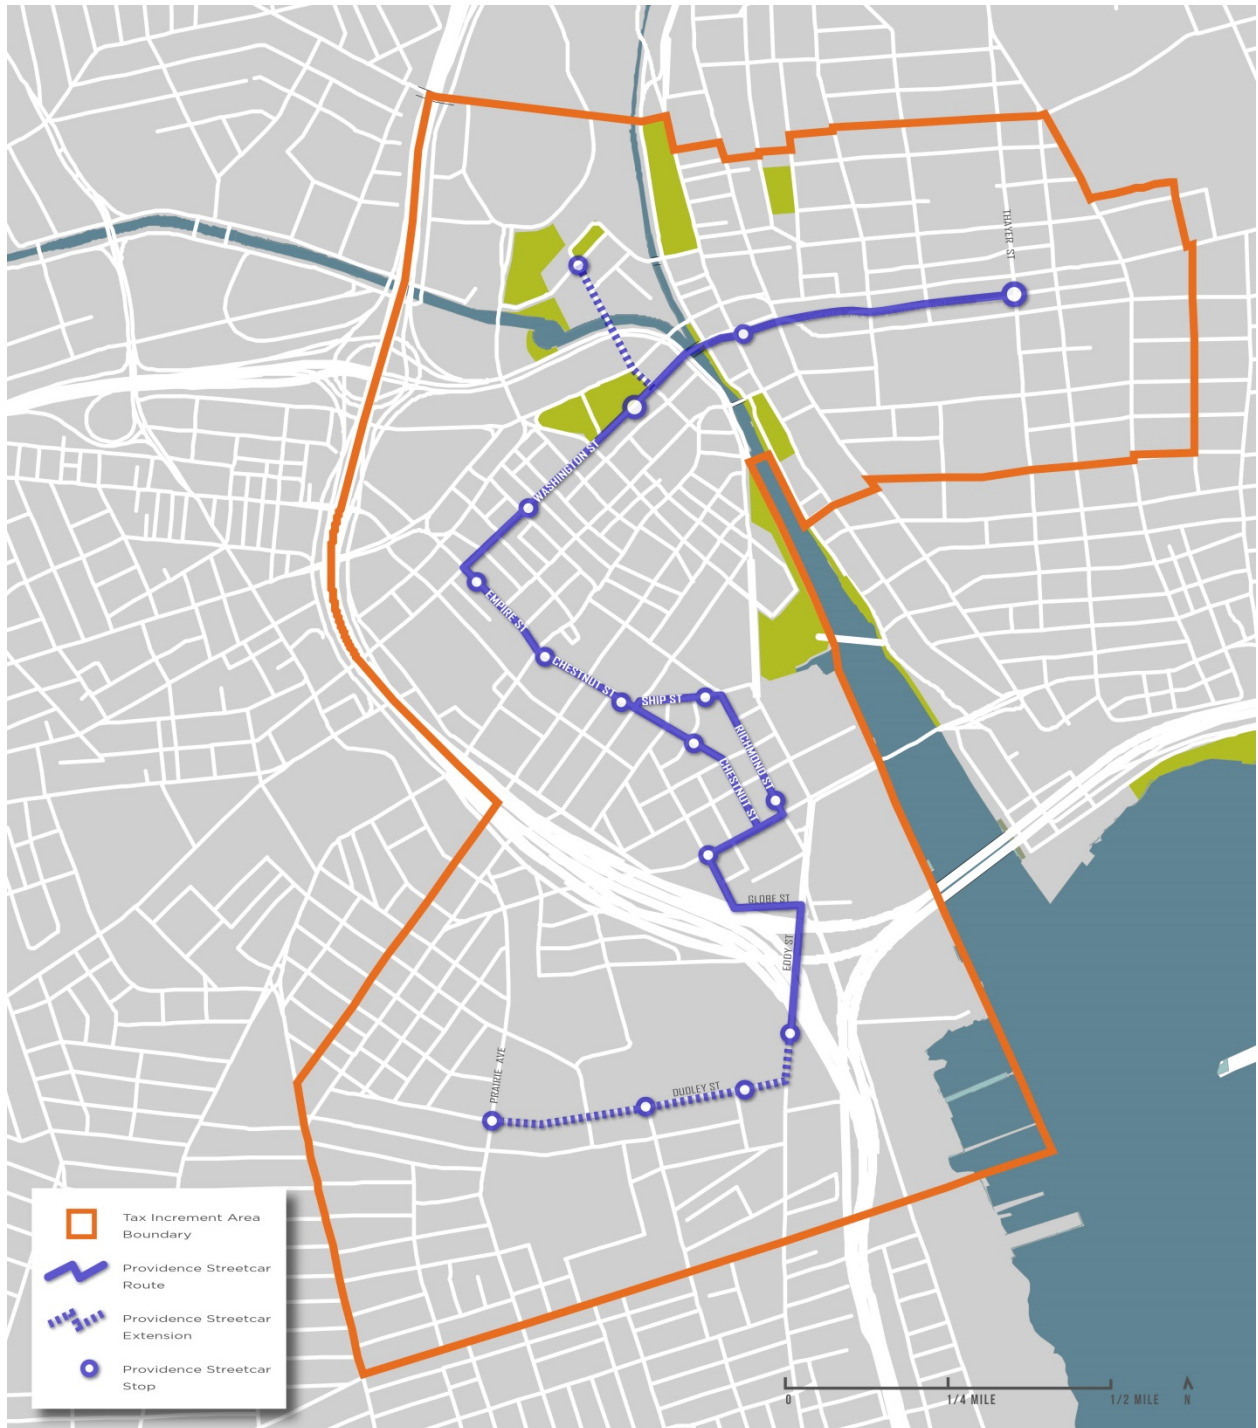 THAYER ST
WASHINGTON ST
EMPIRE ST
CHESTNUT ST
SHIP ST
RICHMOND ST
CHESTNUT ST
GLOBE ST
EDDY ST
PRAIRIE AVE
DUDLEY ST
Tax Increment Area
Boundary
Providence Streetcar
Route
Providence Streetcar
Extension
Providence Streetcar
Stop
0 1/4 MILE 1/2 MILE N